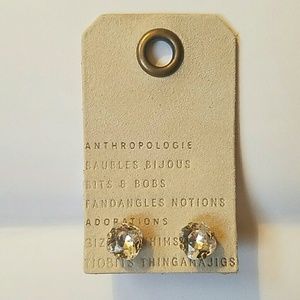 ANTHROPOLOGIE
BAUBLES BIJOUS
BITS & BOBS
FANDANGLES NOTIONS
ADORATIONS
TIDBITS THINGAMAJIGS